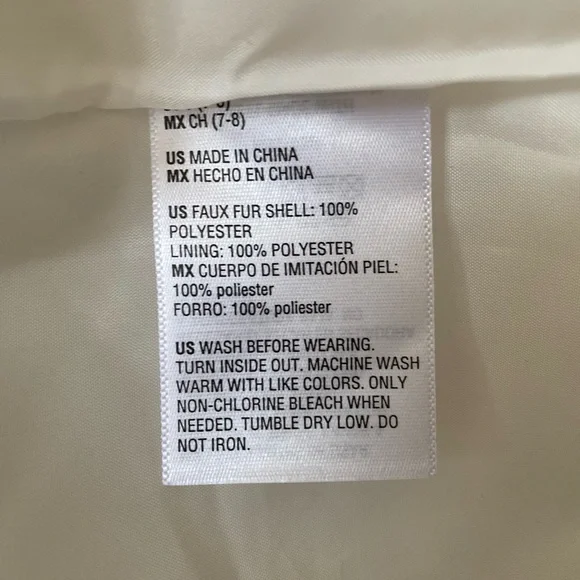 MX CH (7-8)
US MADE IN CHINA
MX HECHO EN CHINA
US FAUX FUR SHELL: 100%
POLYESTER
LINING: 100% POLYESTER
MX CUERPO DE IMITACIÓN PIEL:
100% poliester
FORRO: 100% poliester
US WASH BEFORE WEARING.
TURN INSIDE OUT. MACHINE WASH
WARM WITH LIKE COLORS. ONLY
NON-CHLORINE BLEACH WHEN
NEEDED. TUMBLE DRY LOW. DO
NOT IRON.